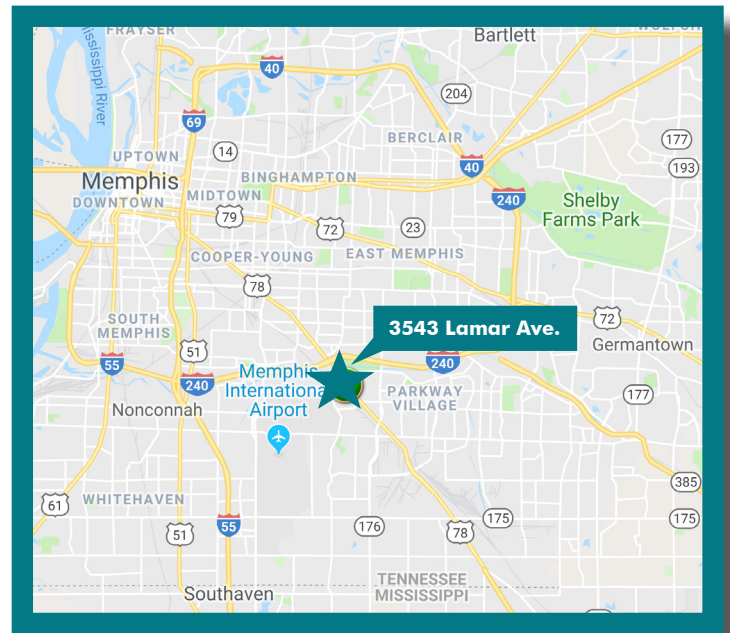 FRAYSER
Bartlett
Mississippi River
40
204
69
177
BERCLAIR
14
UPTOWN
40
193
BINGHAMPTON
Memphis
MIDTOWN
240
Shelby
Farms Park
DOWNTOWN
79
72
23
COOPER-YOUNG
EAST MEMPHIS
78
3543 Lamar Ave.
72
SOUTH
MEMPHIS
51
Germantown
55
240
240
Memphis
International
Airport
PARKWAY
VILLAGE
177
Nonconnah
385
WHITEHAVEN
61
55
51
176
78
175
175
TENNESSEE
MISSISSIPPI
Southaven